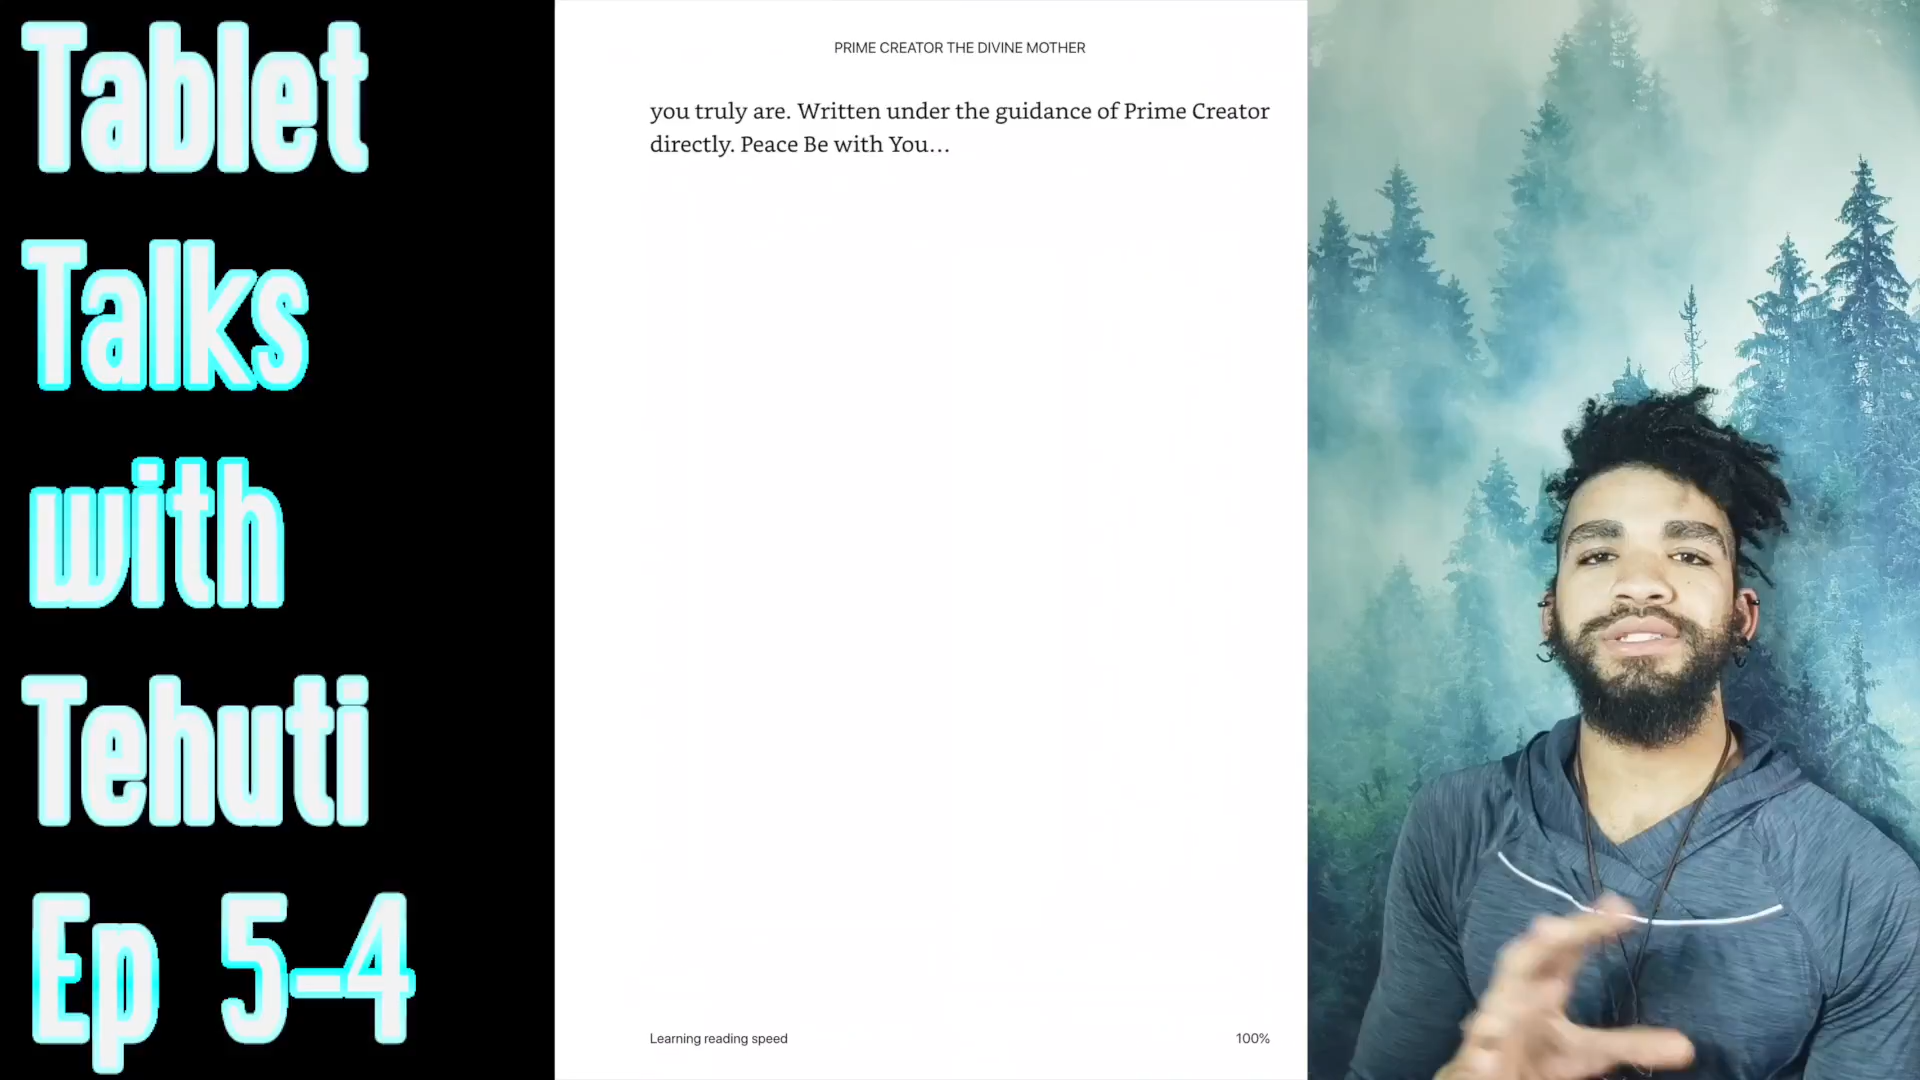 Tablet
Talks
with
Tehuti
Ep 5-4
PRIME CREATOR THE DIVINE MOTHER
you truly are. Written under the guidance of Prime Creator
directly. Peace Be with You…
Learning reading speed
100%